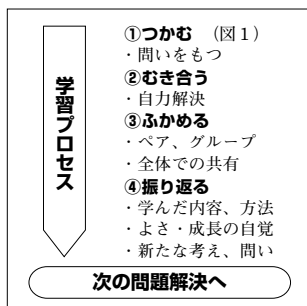 学習プロセス
①つかむ （図１）
・問いをもつ
②むき合う
・自力解決
③ふかめる
・ペア、グループ
・全体での共有
④振り返る
・学んだ内容、方法
・よさ・成長の自覚
・新たな考え、問い
次の問題解決へ